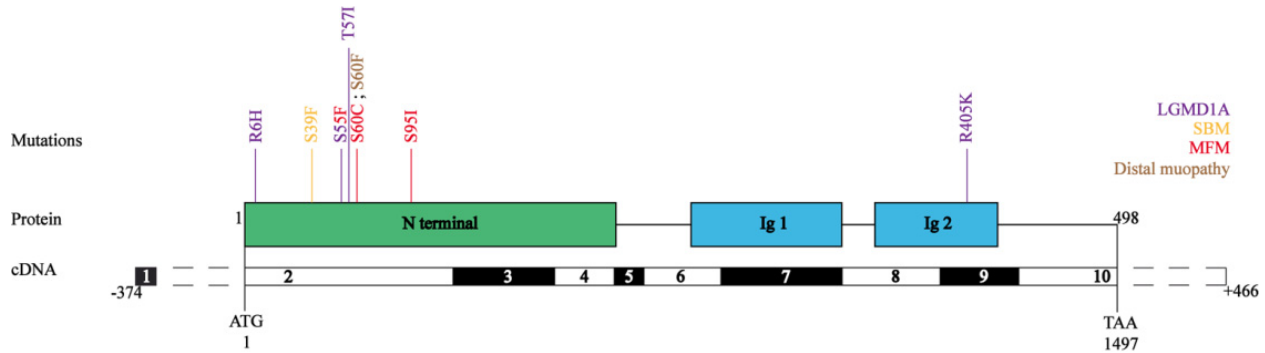 T57I
R6H
S39F
S55F
S60C ; S60F
S95I
R405K
LGMD1A
SBM
MFM
Distal muopathy
Mutations
Protein
1
N terminal
Ig 1
Ig 2
498
cDNA
1
2
3
4
5
6
7
8
9
10
-374
+466
ATG
1
TAA
1497